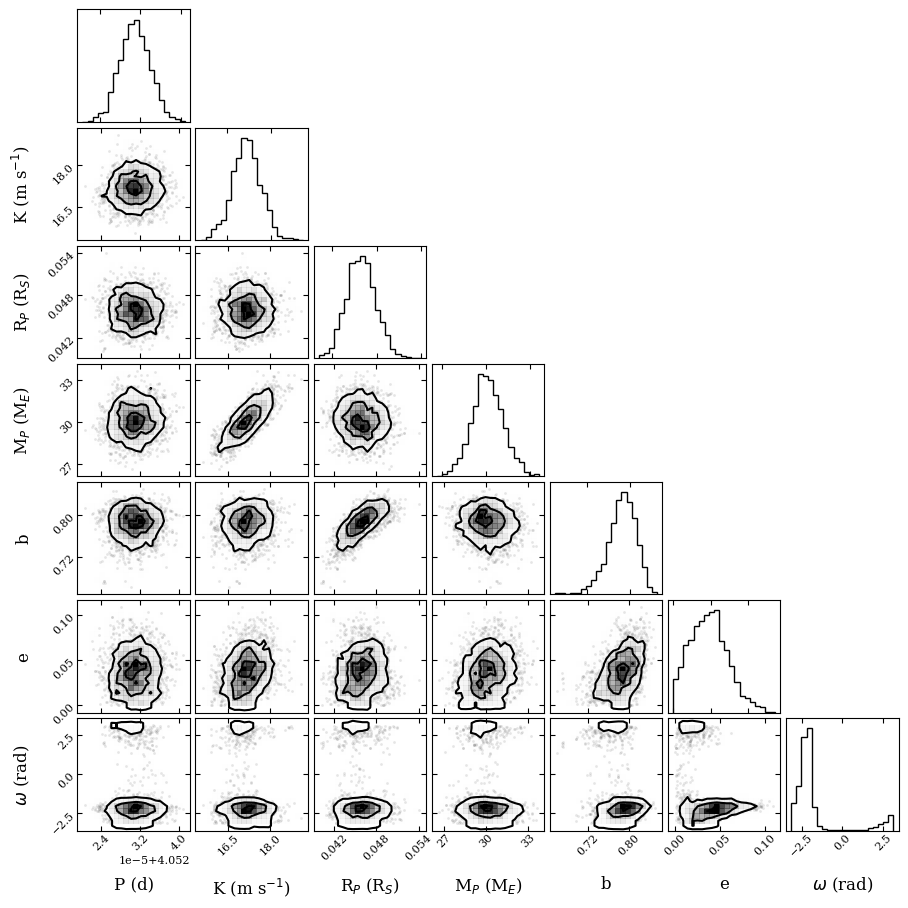 K (m s⁻¹)
18.0
16.5
R_P (R_S)
0.054
0.048
0.042
M_P (M_E)
33
30
27
b
0.80
0.72
e
0.10
0.05
0.00
ω (rad)
2.5
0.0
−2.5
2.4 3.2 4.0 16.5 18.0 0.042 0.048 0.054 27 30 33 0.72 0.80 0.00 0.05 0.10 −2.5 0.0 2.5
1e−5+4.052
P (d) K (m s⁻¹) R_P (R_S) M_P (M_E) b e ω (rad)